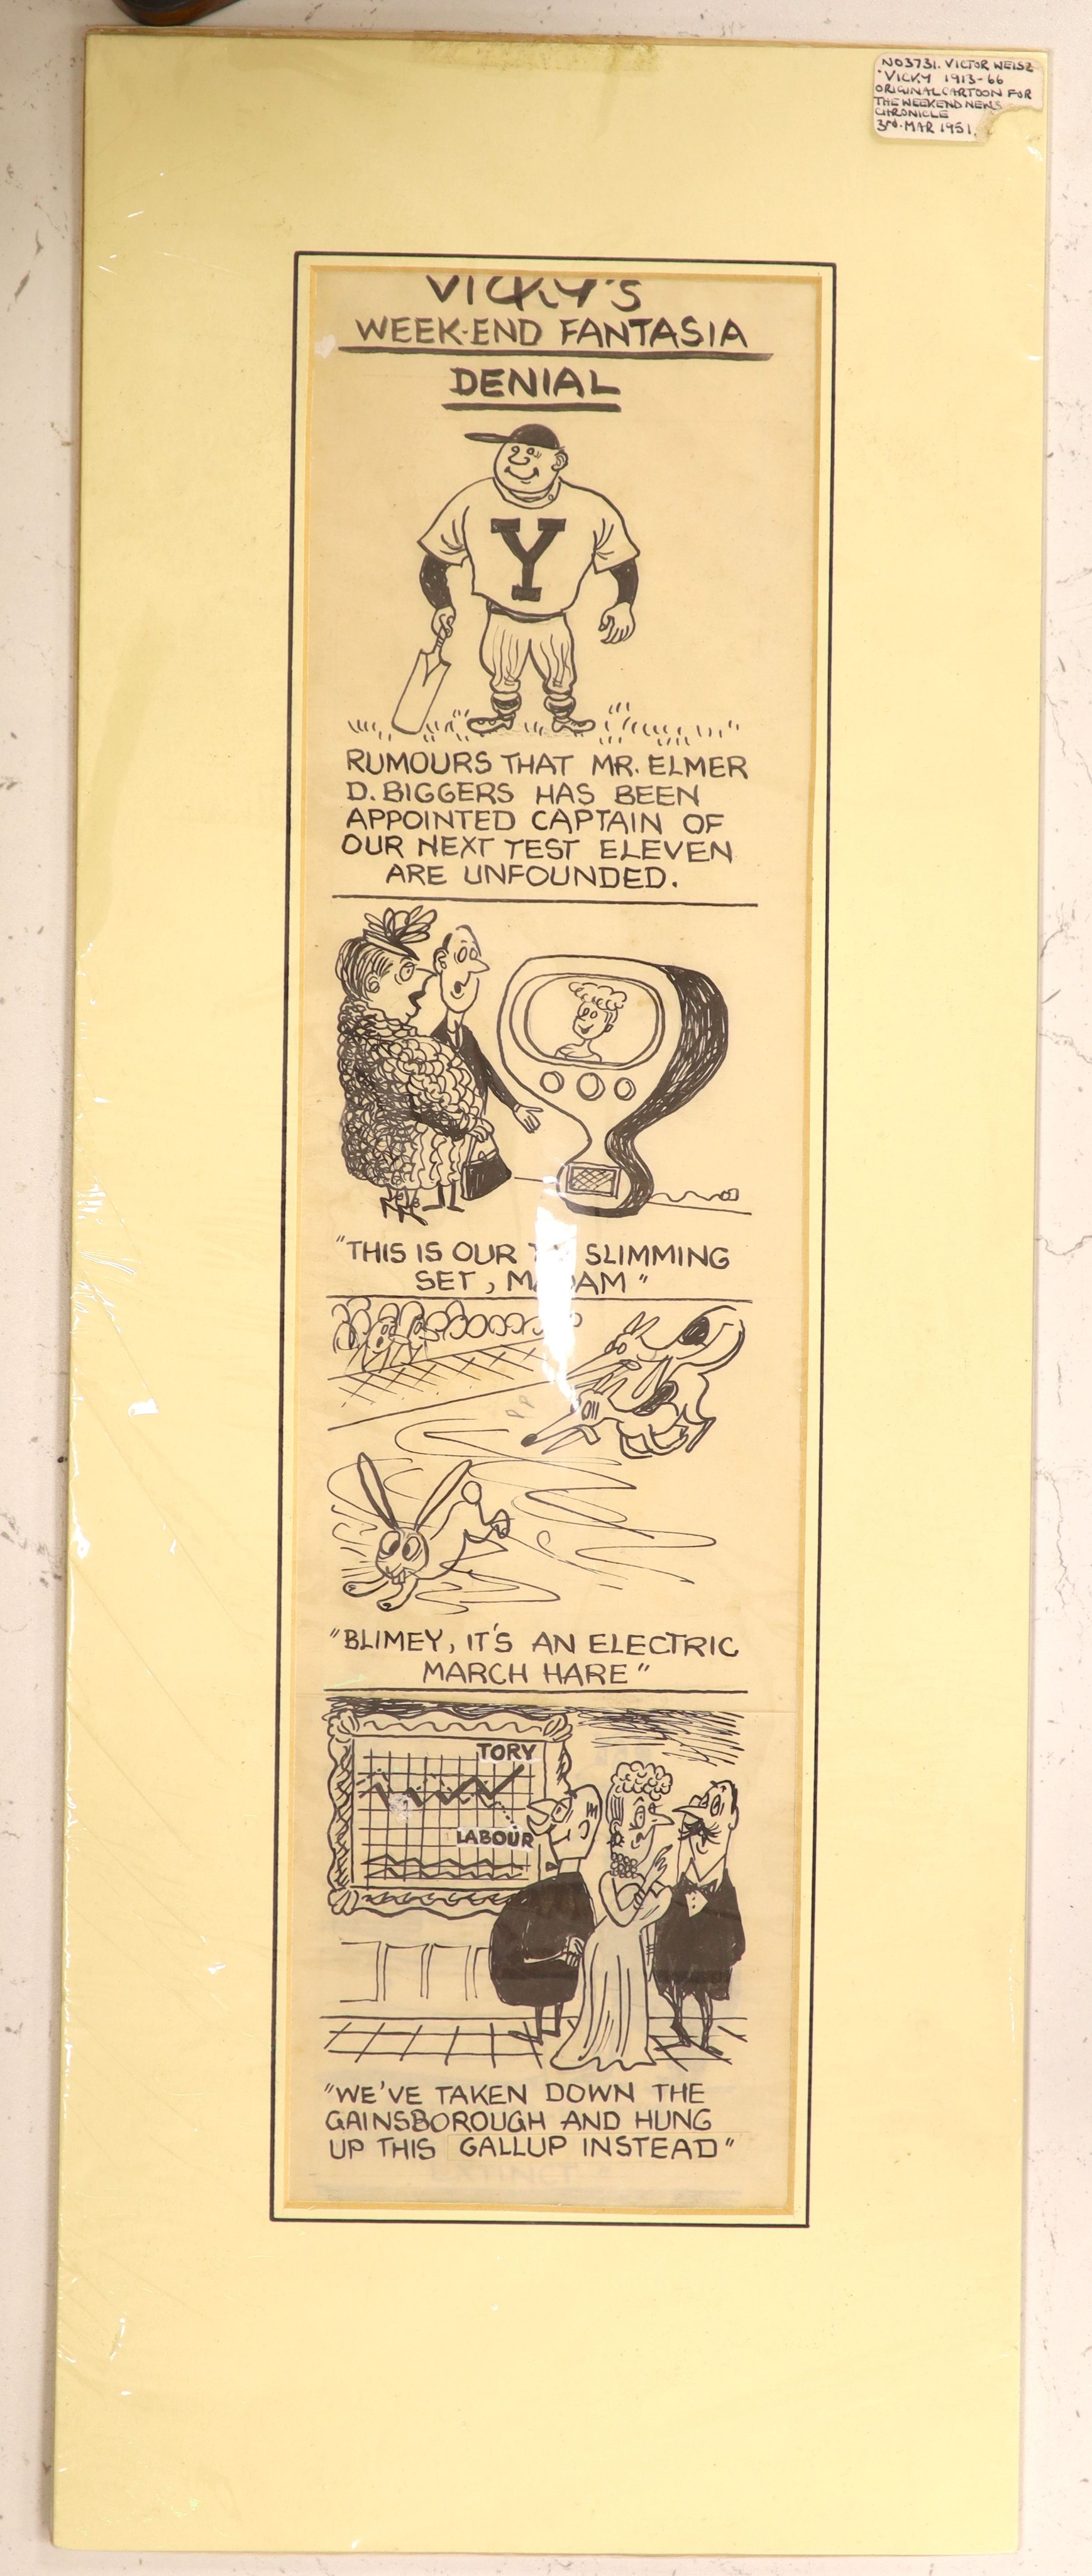 NO3731. VICTOR WEISZ
'VICKY 1913-66
ORIGINAL CARTOON FOR
THE WEEKEND NEWS
CHRONICLE
3RD. MAR 1951.
VICKY'S
WEEK-END FANTASIA
DENIAL
Y
RUMOURS THAT MR. ELMER
D. BIGGERS HAS BEEN
APPOINTED CAPTAIN OF
OUR NEXT TEST ELEVEN
ARE UNFOUNDED.
"THIS IS OUR SLIMMING
SET, MADAM"
"BLIMEY, IT'S AN ELECTRIC
MARCH HARE"
TORY
LABOUR
"WE'VE TAKEN DOWN THE
GAINSBOROUGH AND HUNG
UP THIS GALLUP INSTEAD"
EXTINCT